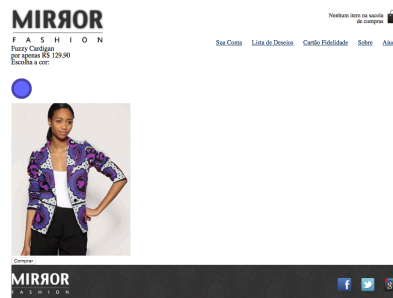 MIRROR
FASHION
Nenhum item na sacola
de compras
Sua Conta Lista de Desejos Cartão Fidelidade Sobre
Fuzzy Cardigan
por apenas R$ 129,90
Escolha a cor:
Comprar
MIRROR
FASHION
f